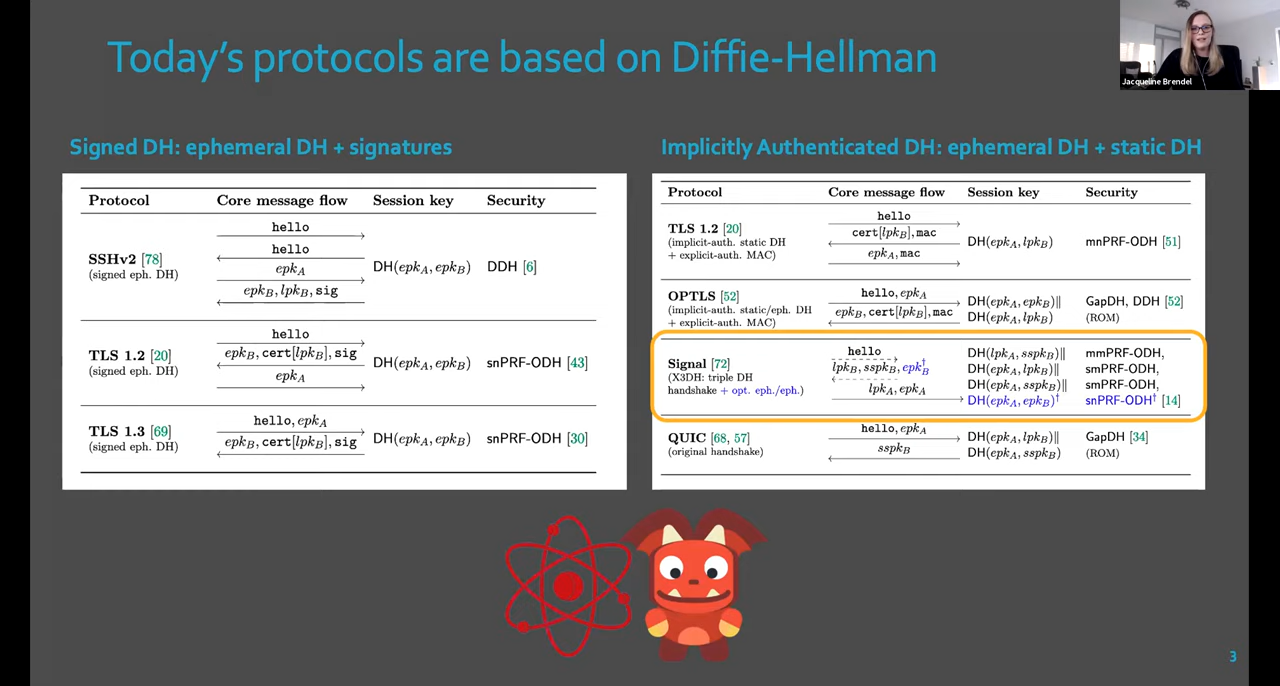 Today's protocols are based on Diffie-Hellman
Jacqueline Brendel
Signed DH: ephemeral DH + signatures
Protocol Core message flow Session key Security
hello
SSHv2 [78]
(signed eph. DH)
hello
epk_A
epk_B, lpk_B, sig
DH(epk_A, epk_B)
DDH [6]
TLS 1.2 [20]
(signed eph. DH)
hello
epk_B, cert[lpk_B], sig
epk_A
DH(epk_A, epk_B)
snPRF-ODH [43]
TLS 1.3 [69]
(signed eph. DH)
hello, epk_A
epk_B, cert[lpk_B], sig
DH(epk_A, epk_B)
snPRF-ODH [30]
Implicitly Authenticated DH: ephemeral DH + static DH
Protocol Core message flow Session key Security
TLS 1.2 [20]
(implicit-auth. static DH
+ explicit-auth. MAC)
hello
cert[lpk_B], mac
epk_A, mac
DH(epk_A, lpk_B)
mnPRF-ODH [51]
OPTLS [52]
(implicit-auth. static/eph. DH
+ explicit-auth. MAC)
hello, epk_A
epk_B, cert[lpk_B], mac
DH(epk_A, epk_B)||
DH(epk_A, lpk_B)
GapDH, DDH [52]
(ROM)
Signal [72]
(X3DH: triple DH
handshake + opt. eph./eph.)
hello
lpk_B, sspk_B, epk_B†
lpk_A, epk_A
DH(lpk_A, sspk_B)||
DH(epk_A, lpk_B)||
DH(epk_A, sspk_B)||
DH(epk_A, epk_B)†
mmPRF-ODH,
smPRF-ODH,
smPRF-ODH,
snPRF-ODH† [14]
QUIC [68, 57]
(original handshake)
hello, epk_A
sspk_B
DH(epk_A, lpk_B)||
DH(epk_A, sspk_B)
GapDH [34]
(ROM)
3